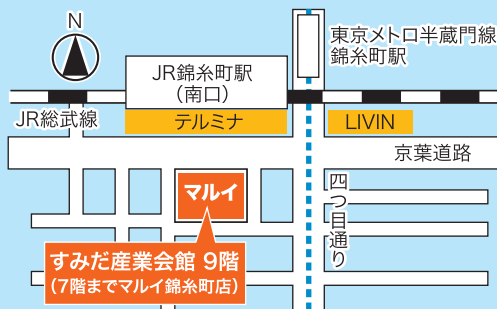 N
東京メトロ半蔵門線
錦糸町駅
JR錦糸町駅
（南口）
JR総武線
テルミナ
LIVIN
京葉道路
マルイ
四つ目通り
すみだ産業会館 9階
（7階までマルイ錦糸町店）